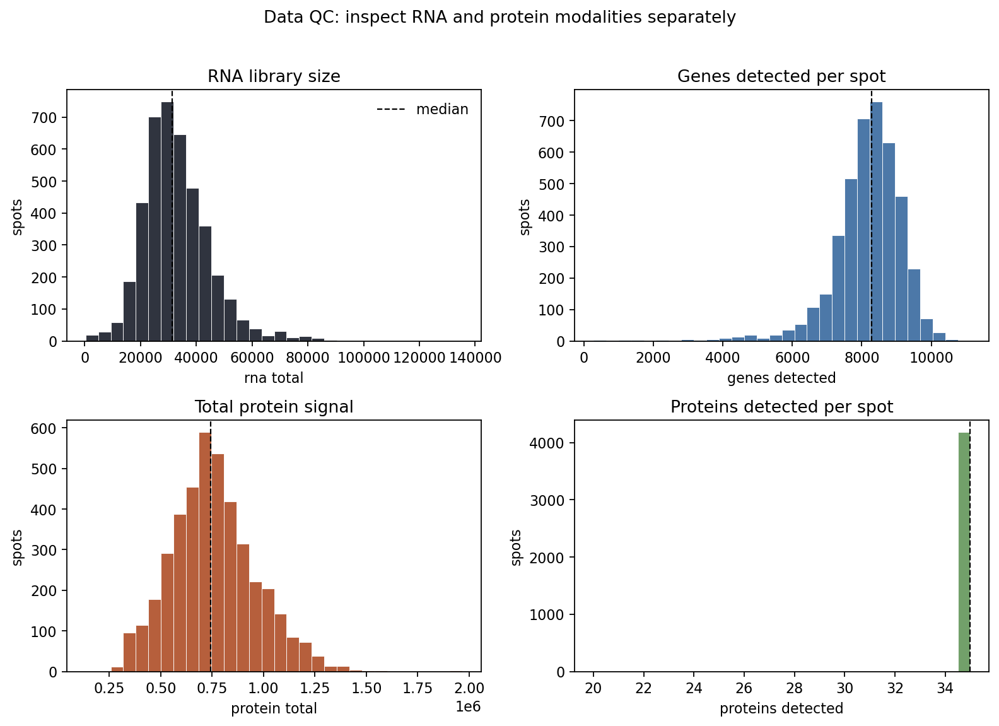 Data QC: inspect RNA and protein modalities separately
RNA library size
median
700
600
500
400
300
200
100
0
spots
0 20000 40000 60000 80000 100000 120000 140000
rna total
Genes detected per spot
700
600
500
400
300
200
100
0
spots
0 2000 4000 6000 8000 10000
genes detected
Total protein signal
600
500
400
300
200
100
0
spots
0.25 0.50 0.75 1.00 1.25 1.50 1.75 2.00
1e6
protein total
Proteins detected per spot
4000
3000
2000
1000
0
spots
20 22 24 26 28 30 32 34
proteins detected